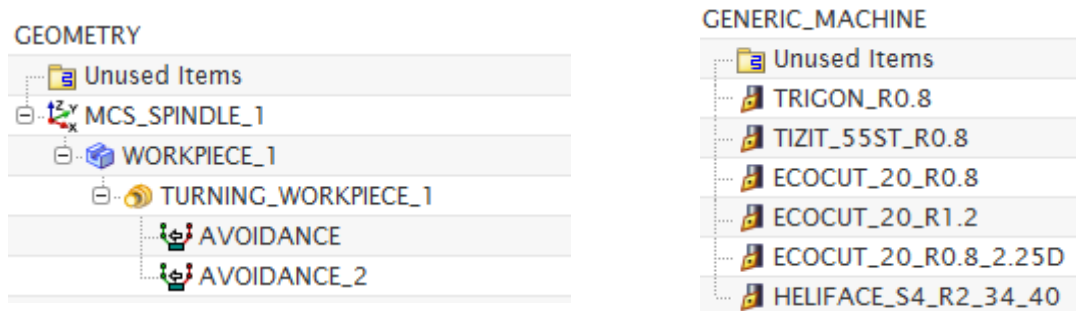 GEOMETRY
Unused Items
MCS_SPINDLE_1
WORKPIECE_1
TURNING_WORKPIECE_1
AVOIDANCE
AVOIDANCE_2
GENERIC_MACHINE
Unused Items
TRIGON_R0.8
TIZIT_55ST_R0.8
ECOCUT_20_R0.8
ECOCUT_20_R1.2
ECOCUT_20_R0.8_2.25D
HELIFACE_S4_R2_34_40